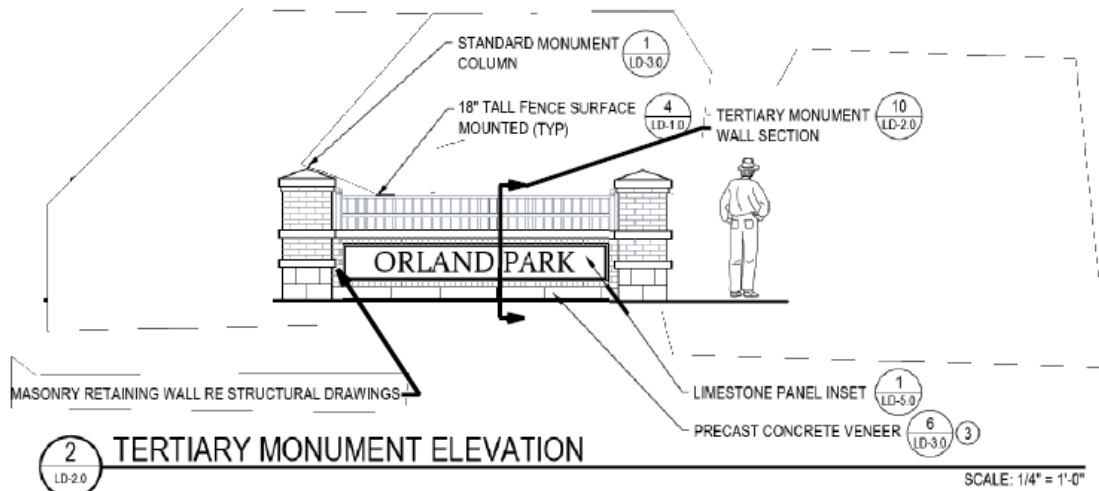 STANDARD MONUMENT
COLUMN
1
LD-3.0
18" TALL FENCE SURFACE
MOUNTED (TYP)
4
LD-1.0
TERTIARY MONUMENT
WALL SECTION
10
LD-2.0
ORLAND PARK
MASONRY RETAINING WALL RE STRUCTURAL DRAWINGS
LIMESTONE PANEL INSET
1
LD-5.0
PRECAST CONCRETE VENEER
6
LD-3.0
3
2
LD-2.0
TERTIARY MONUMENT ELEVATION
SCALE: 1/4" = 1'-0"